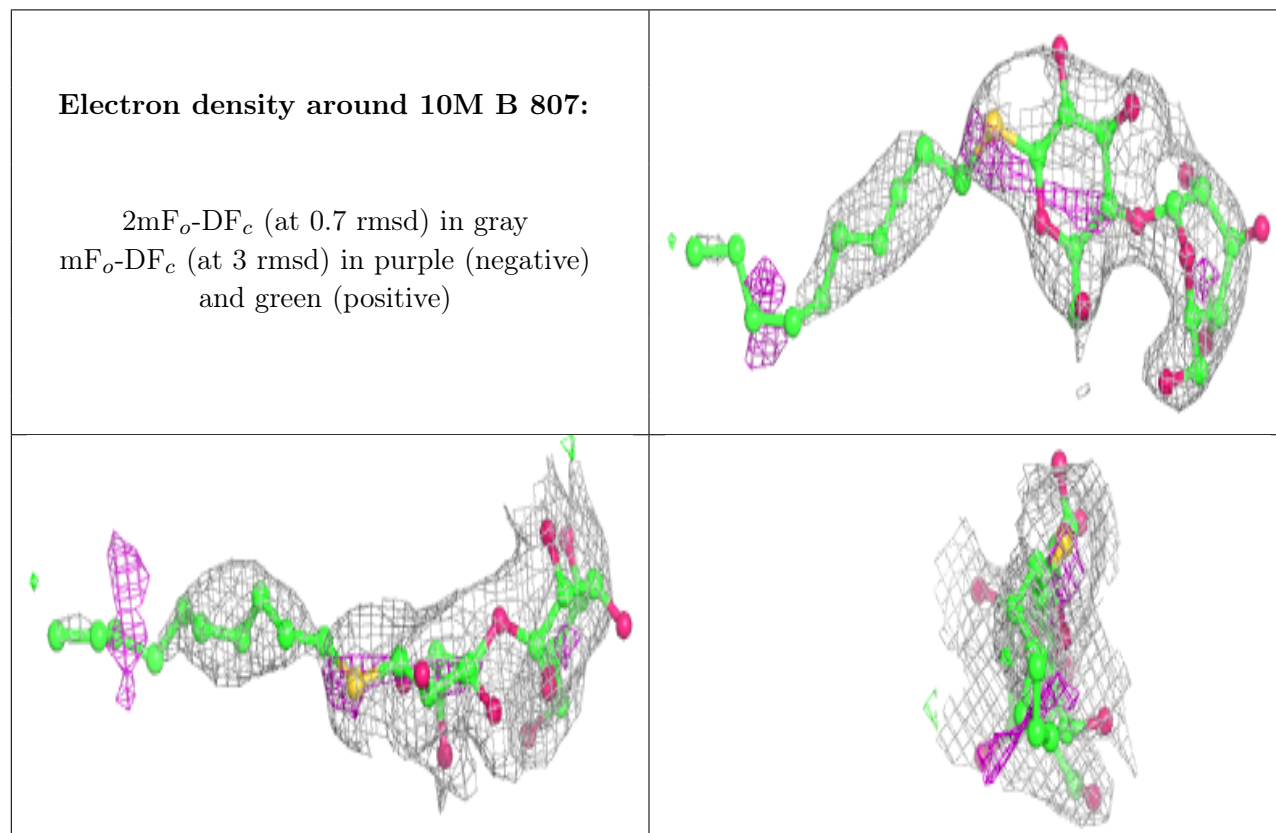 Electron density around 10M B 807:
2mFo-DFc (at 0.7 rmsd) in gray
mFo-DFc (at 3 rmsd) in purple (negative)
and green (positive)